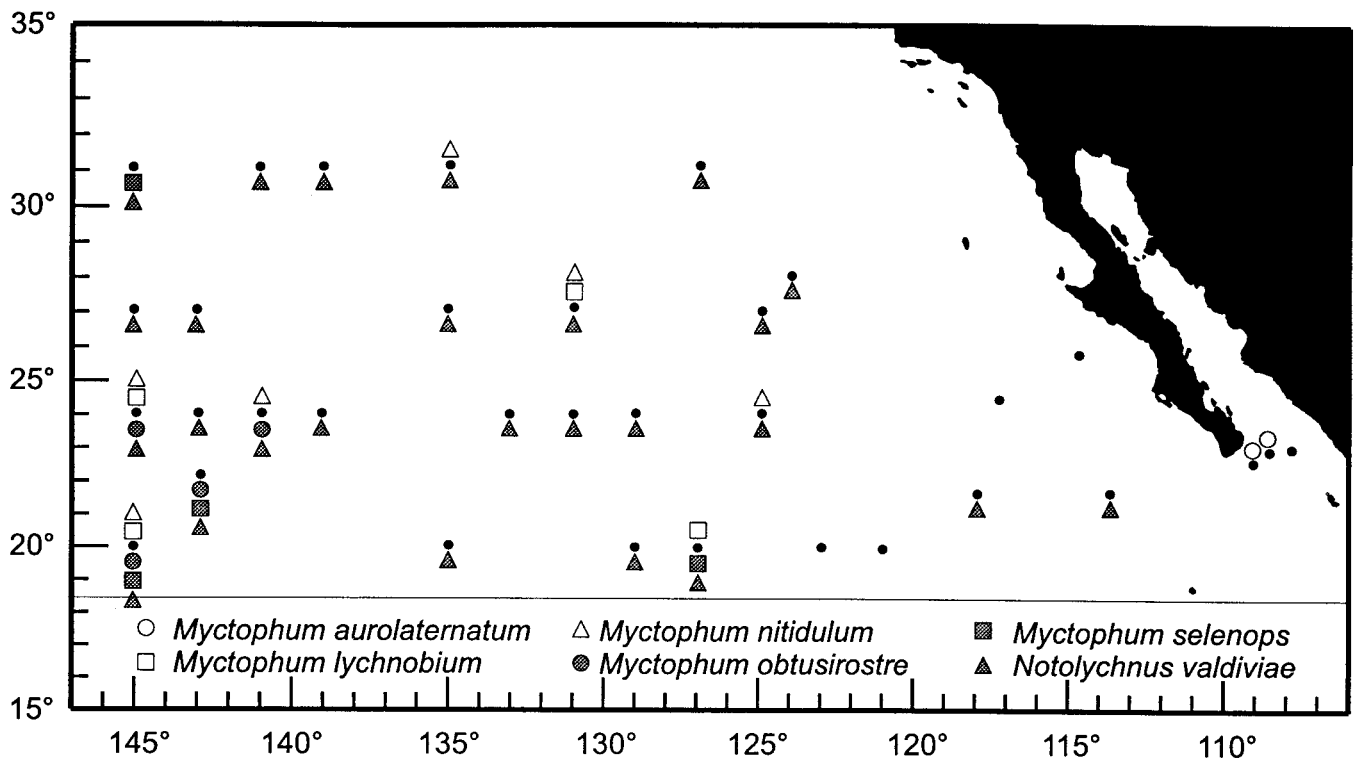 35°
30°
25°
20°
Myctophum aurolaternatum Myctophum nitidulum Myctophum selenops
Myctophum lychnobium Myctophum obtusirostre Notolychnus valdiviae
15°
145° 140° 135° 130° 125° 120° 115° 110°